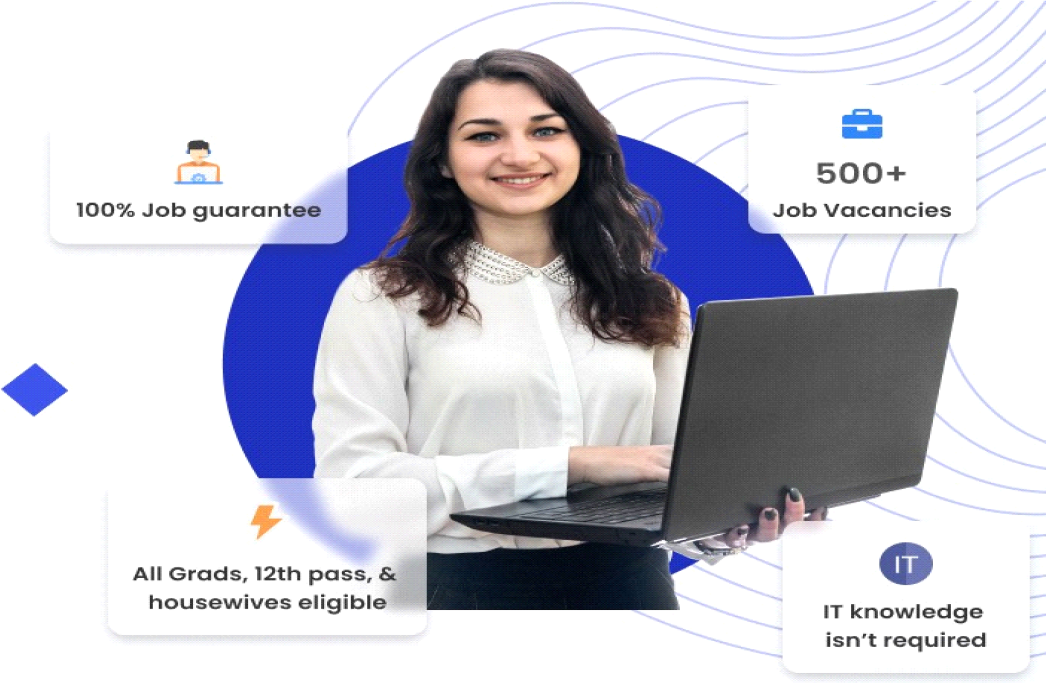 100% Job guarantee
500+
Job Vacancies
All Grads, 12th pass, &
housewives eligible
IT
IT knowledge
isn’t required